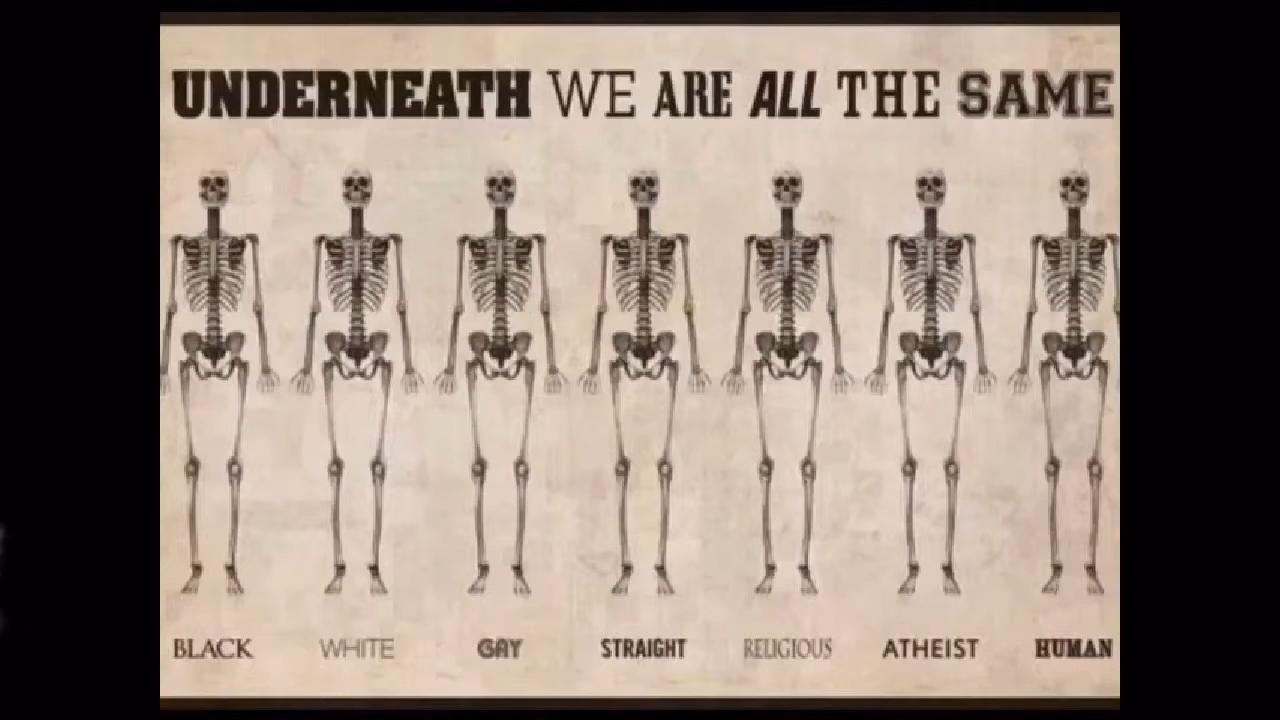 UNDERNEATH WE ARE ALL THE SAME
BLACK WHITE GAY STRAIGHT RELIGIOUS ATHEIST HUMAN